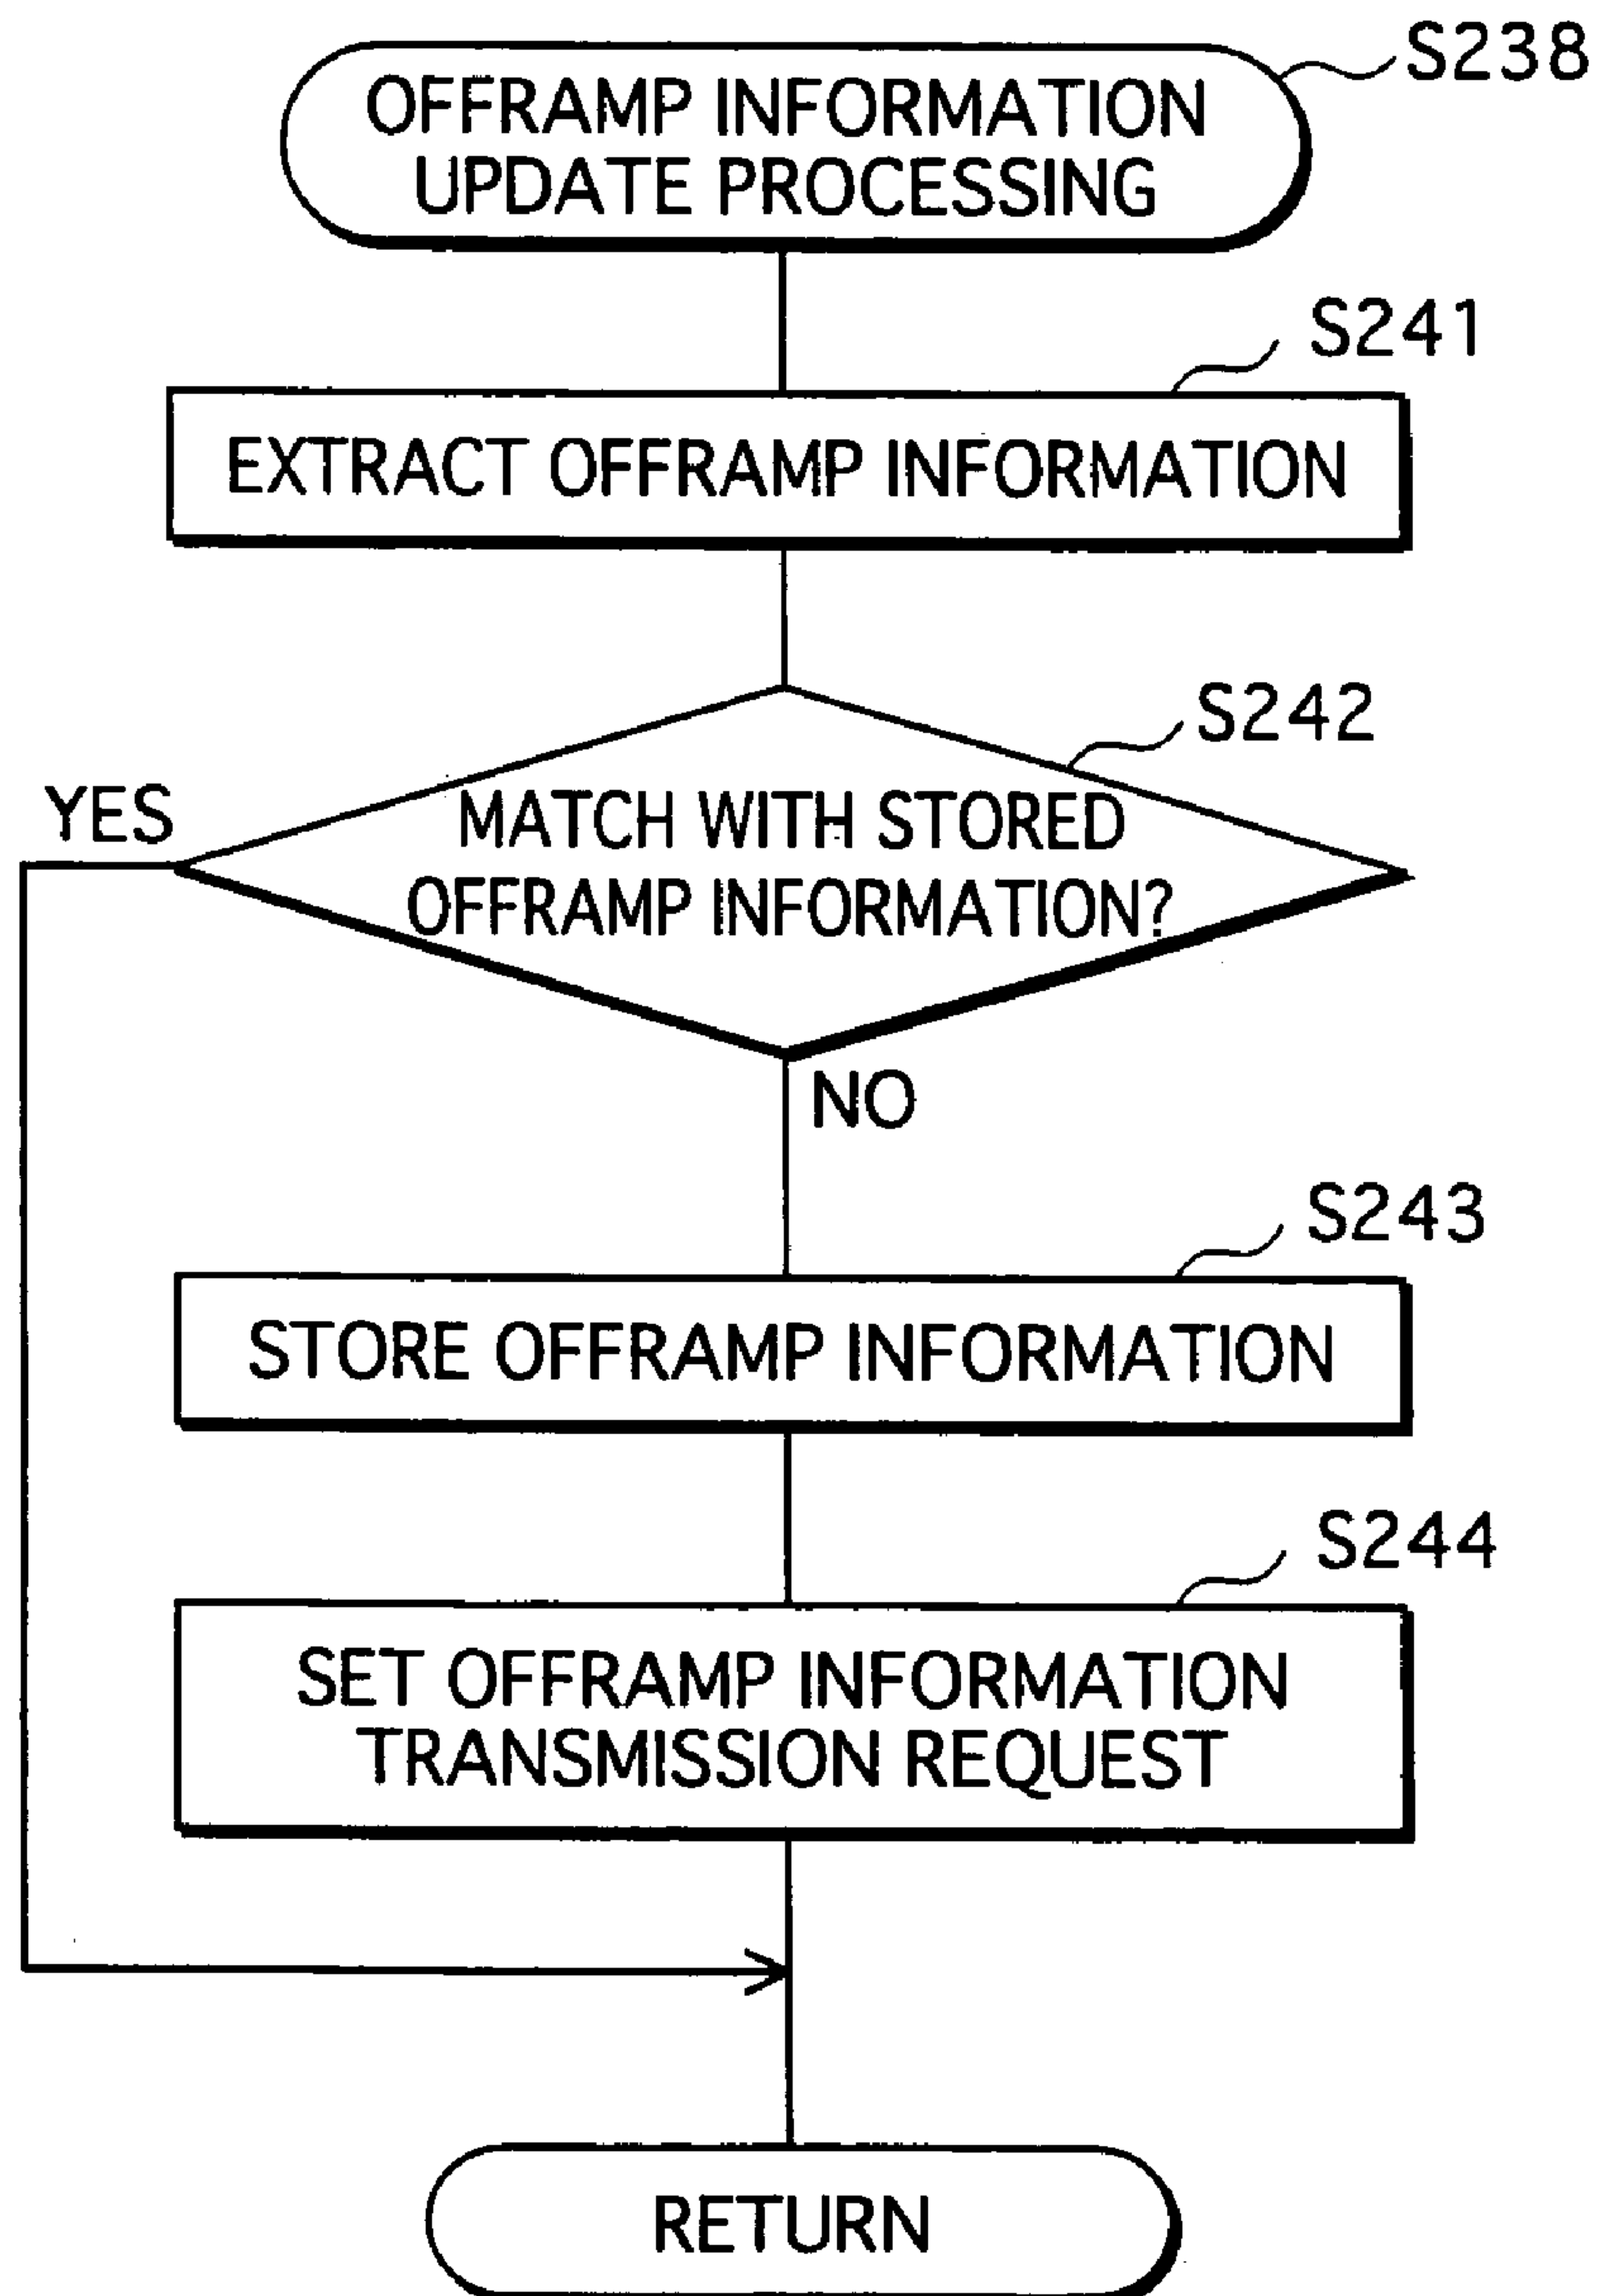 S238
OFFRAMP INFORMATION
UPDATE PROCESSING
S241
EXTRACT OFFRAMP INFORMATION
S242
YES
MATCH WITH STORED
OFFRAMP INFORMATION?
NO
S243
STORE OFFRAMP INFORMATION
S244
SET OFFRAMP INFORMATION
TRANSMISSION REQUEST
RETURN